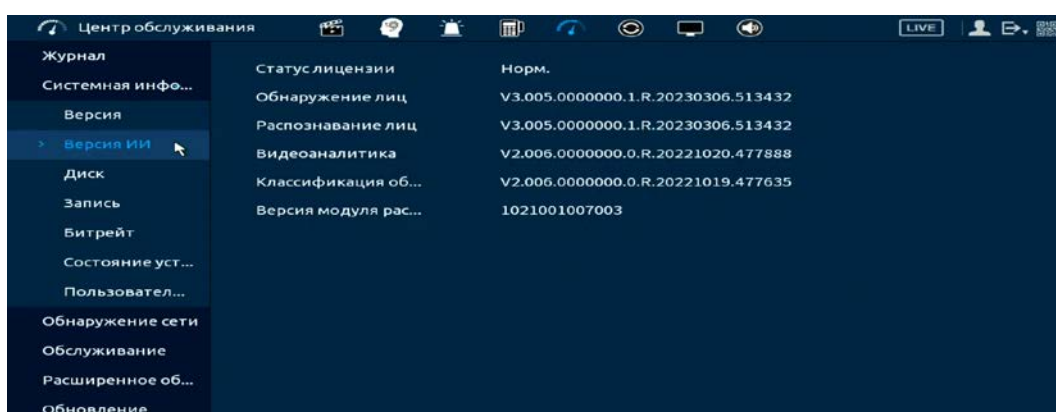 Центр обслуживания LIVE
Журнал
Системная инфо...
Версия
Версия ИИ
Диск
Запись
Битрейт
Состояние уст...
Пользовател...
Обнаружение сети
Обслуживание
Расширенное об...
Обновление
Статус лицензии Норм.
Обнаружение лиц V3.005.0000000.1.R.20230306.513432
Распознавание лиц V3.005.0000000.1.R.20230306.513432
Видеоаналитика V2.006.0000000.0.R.20221020.477888
Классификация об... V2.006.0000000.0.R.20221019.477635
Версия модуля рас... 1021001007003